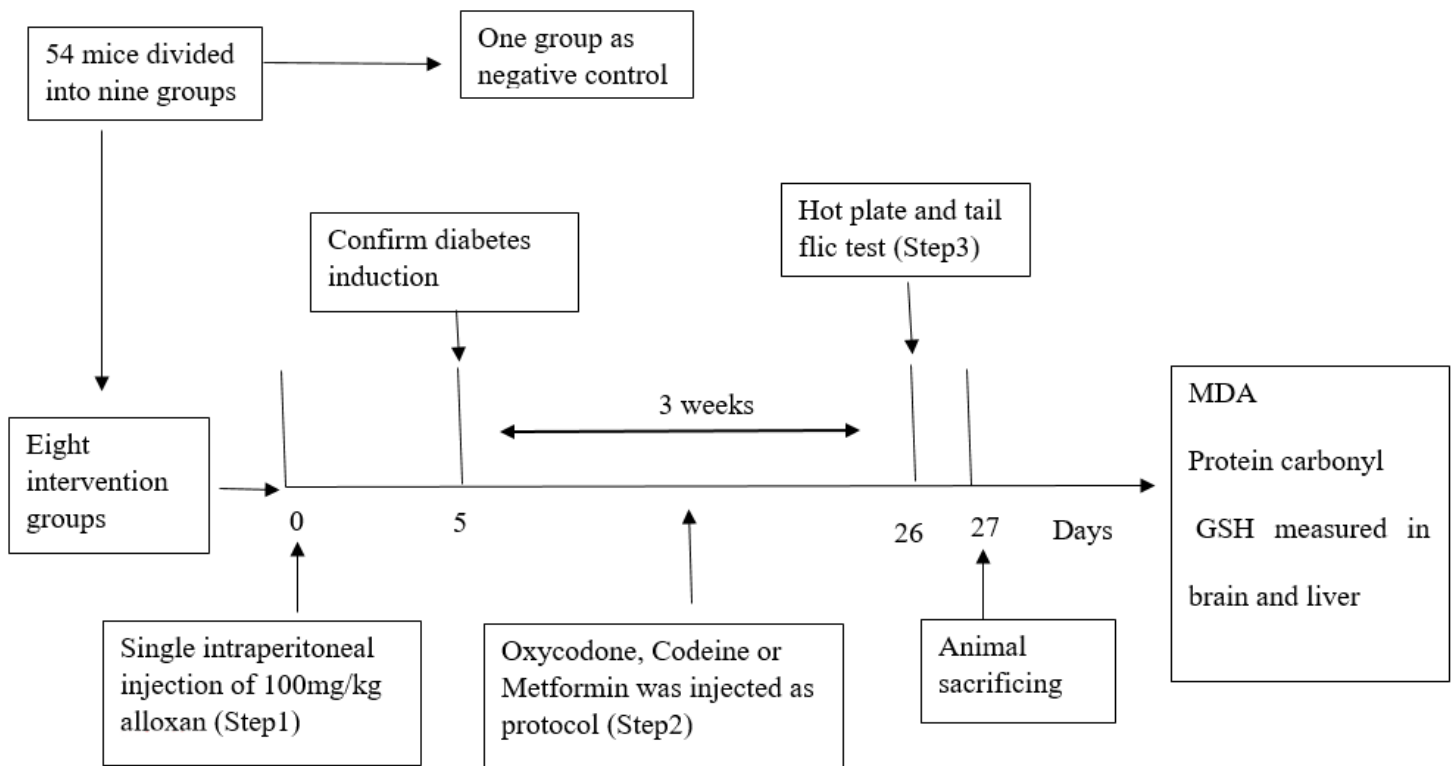 54 mice divided
into nine groups
One group as
negative control
Hot plate and tail
flic test (Step3)
Confirm diabetes
induction
3 weeks
MDA
Protein carbonyl
GSH measured in
brain and liver
Eight
intervention
groups
0
5
26
27
Days
Single intraperitoneal
injection of 100mg/kg
alloxan (Step1)
Oxycodone, Codeine or
Metformin was injected as
protocol (Step2)
Animal
sacrificing